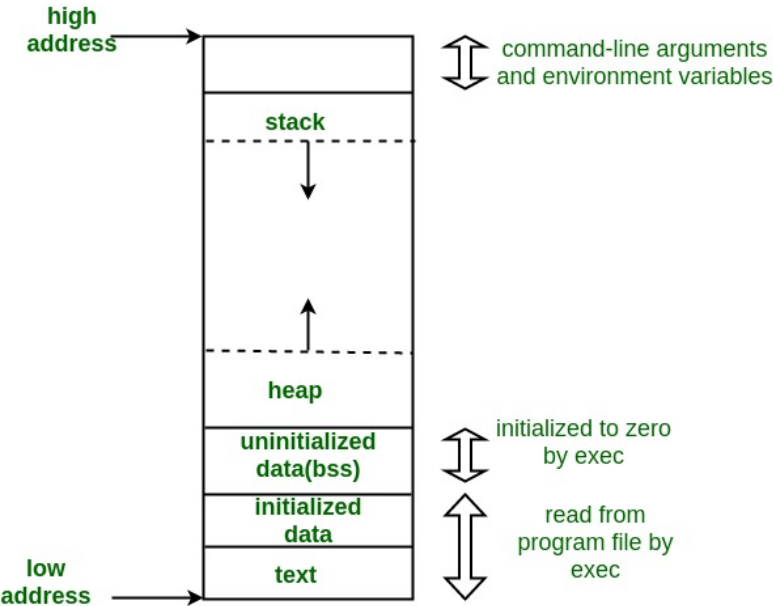 high
address
command-line arguments
and environment variables
stack
heap
uninitialized
data(bss)
initialized to zero
by exec
initialized
data
read from
program file by
exec
text
low
address